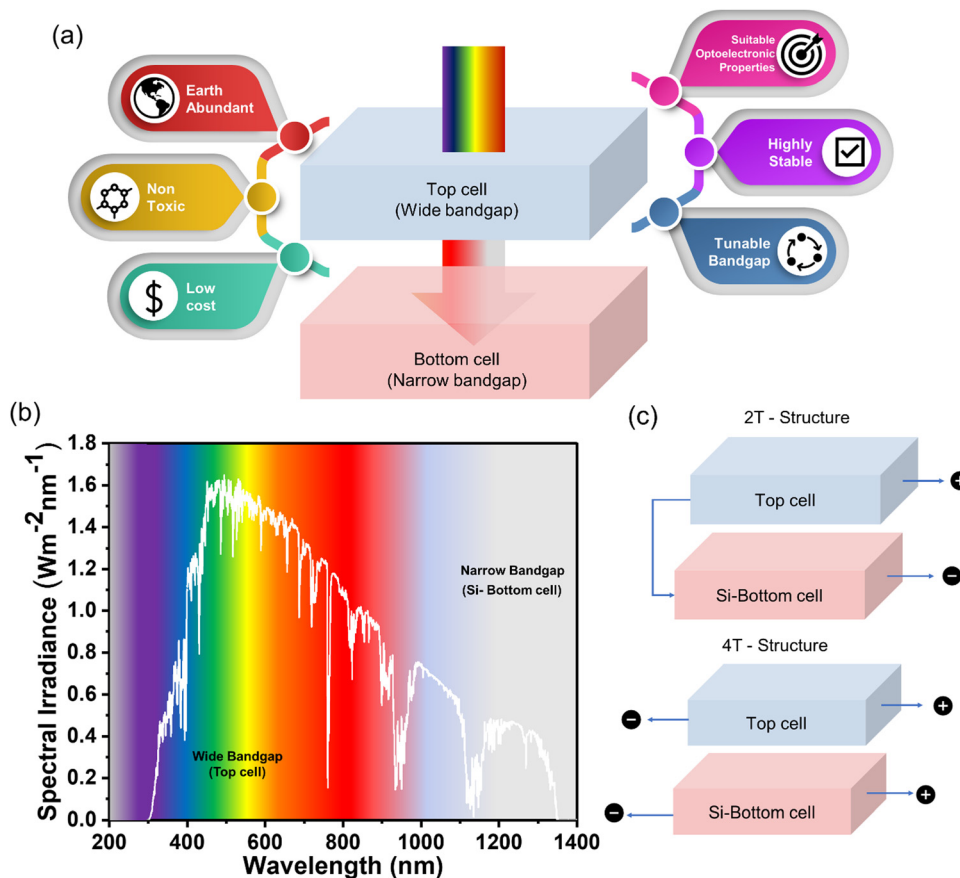 (a)
Earth
Abundant
Non
Toxic
$
Low
cost
Top cell
(Wide bandgap)
Bottom cell
(Narrow bandgap)
Suitable
Optoelectronic
Properties
Highly
Stable
Tunable
Bandgap
(b)
Spectral Irradiance (Wm⁻²nm⁻¹)
1.8
1.6
1.4
1.2
1.0
0.8
0.6
0.4
0.2
0.0
Narrow Bandgap
(Si- Bottom cell)
Wide Bandgap
(Top cell)
200 400 600 800 1000 1200 1400
Wavelength (nm)
(c)
2T - Structure
Top cell
+
Si-Bottom cell
−
4T - Structure
− Top cell +
− Si-Bottom cell +